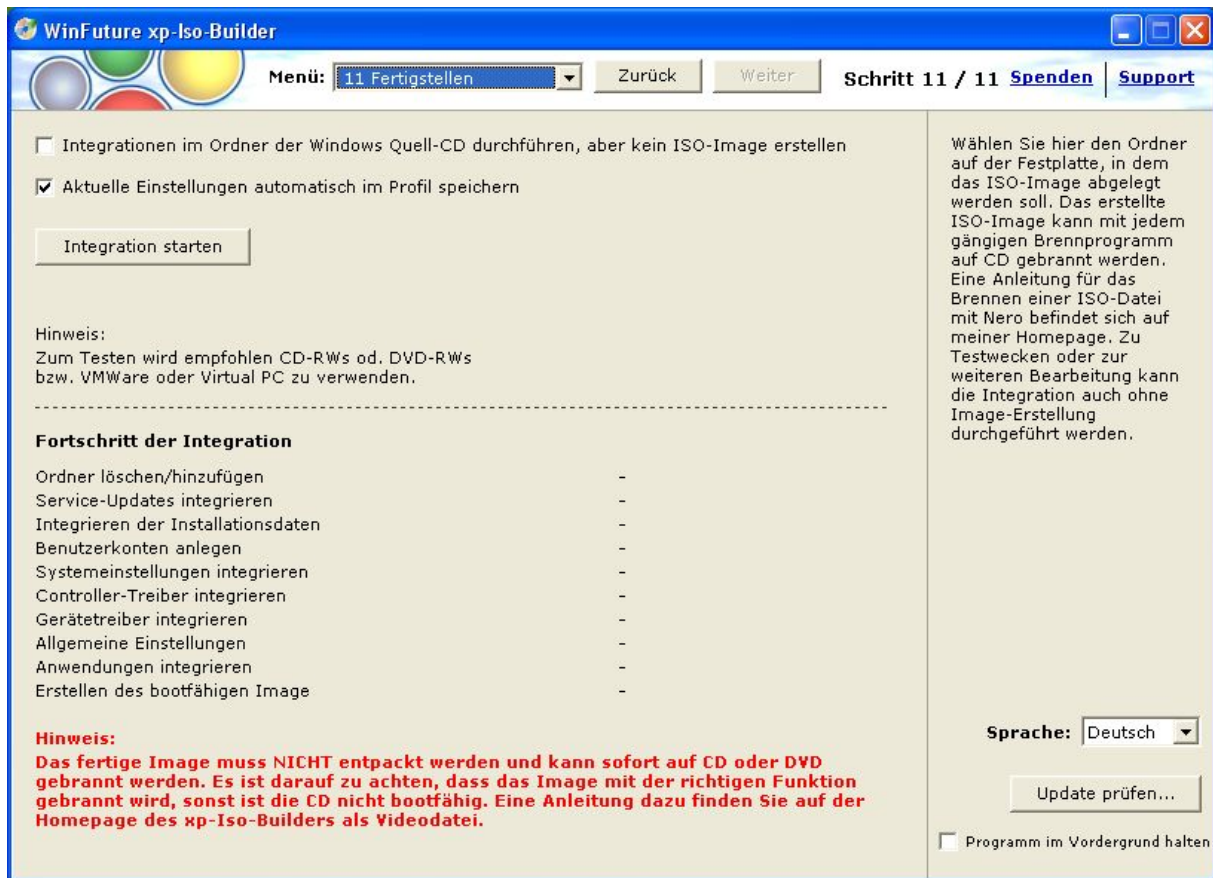 WinFuture xp-Iso-Builder
Menü: 11 Fertigstellen Zurück Weiter Schritt 11 / 11 Spenden Support
Integrationen im Ordner der Windows Quell-CD durchführen, aber kein ISO-Image erstellen
Aktuelle Einstellungen automatisch im Profil speichern
Integration starten
Hinweis:
Zum Testen wird empfohlen CD-RWs od. DVD-RWs
bzw. VMWare oder Virtual PC zu verwenden.
Fortschritt der Integration
Ordner löschen/hinzufügen -
Service-Updates integrieren -
Integrieren der Installationsdaten -
Benutzerkonten anlegen -
Systemeinstellungen integrieren -
Controller-Treiber integrieren -
Gerätetreiber integrieren -
Allgemeine Einstellungen -
Anwendungen integrieren -
Erstellen des bootfähigen Image -
Hinweis:
Das fertige Image muss NICHT entpackt werden und kann sofort auf CD oder DVD
gebrannt werden. Es ist darauf zu achten, dass das Image mit der richtigen Funktion
gebrannt wird, sonst ist die CD nicht bootfähig. Eine Anleitung dazu finden Sie auf der
Homepage des xp-Iso-Builders als Videodatei.
Wählen Sie hier den Ordner
auf der Festplatte, in dem
das ISO-Image abgelegt
werden soll. Das erstellte
ISO-Image kann mit jedem
gängigen Brennprogramm
auf CD gebrannt werden.
Eine Anleitung für das
Brennen einer ISO-Datei
mit Nero befindet sich auf
meiner Homepage. Zu
Testwecken oder zur
weiteren Bearbeitung kann
die Integration auch ohne
Image-Erstellung
durchgeführt werden.
Sprache: Deutsch
Update prüfen...
Programm im Vordergrund halten